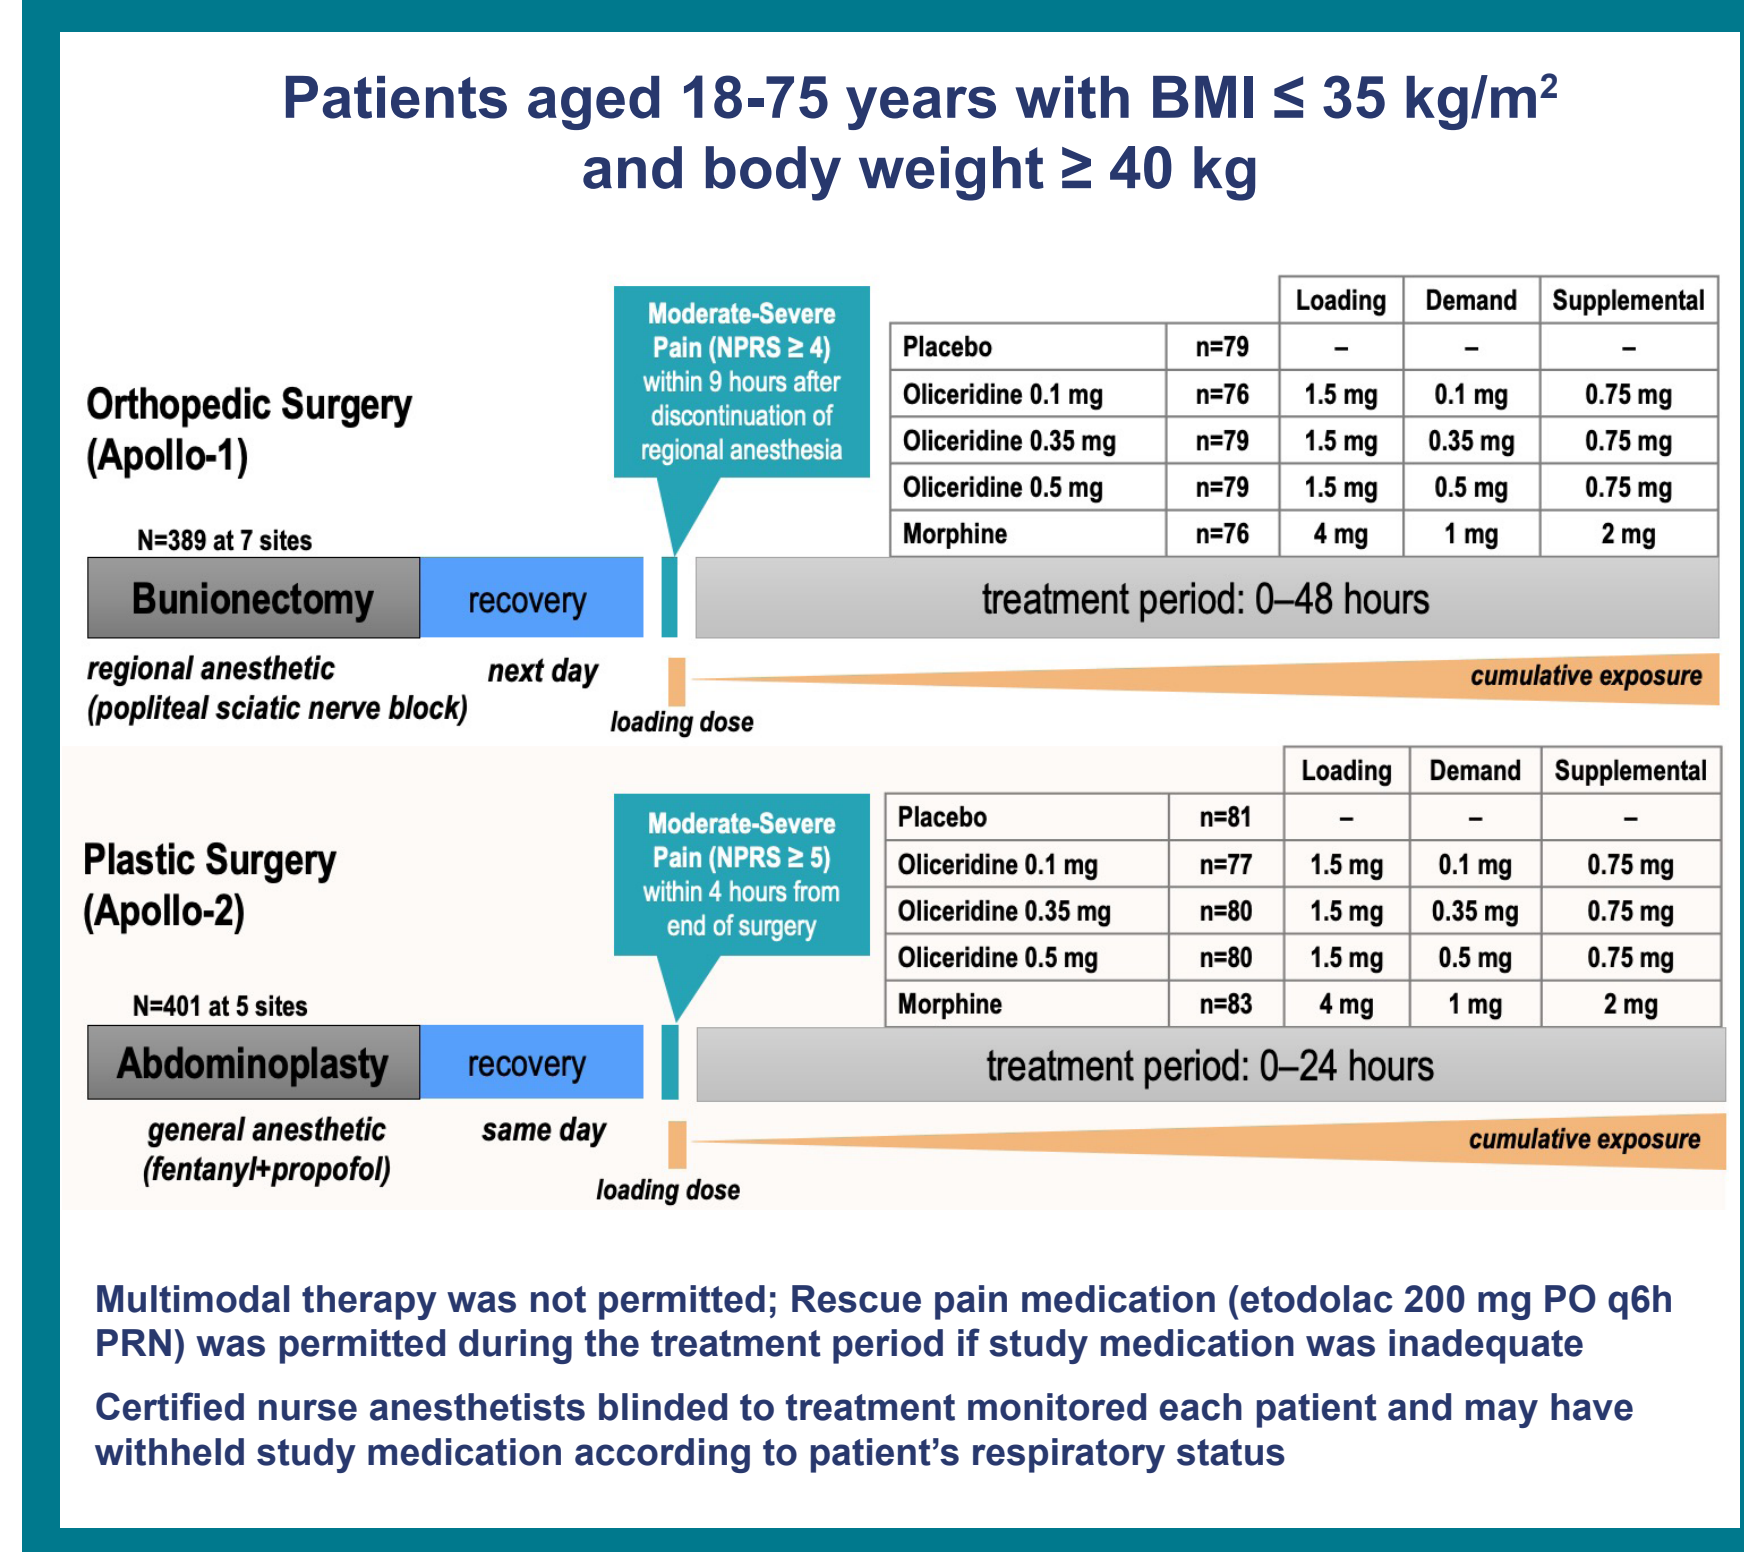 Patients aged 18-75 years with BMI ≤ 35 kg/m²
and body weight ≥ 40 kg
Orthopedic Surgery
(Apollo-1)
N=389 at 7 sites
Bunionectomy
recovery
regional anesthetic
(popliteal sciatic nerve block)
next day
Moderate-Severe
Pain (NPRS ≥ 4)
within 9 hours after
discontinuation of
regional anesthesia
loading dose
Loading Demand Supplemental
Placebo n=79 – – –
Oliceridine 0.1 mg n=76 1.5 mg 0.1 mg 0.75 mg
Oliceridine 0.35 mg n=79 1.5 mg 0.35 mg 0.75 mg
Oliceridine 0.5 mg n=79 1.5 mg 0.5 mg 0.75 mg
Morphine n=76 4 mg 1 mg 2 mg
treatment period: 0–48 hours
cumulative exposure
Plastic Surgery
(Apollo-2)
N=401 at 5 sites
Abdominoplasty
recovery
general anesthetic
(fentanyl+propofol)
same day
Moderate-Severe
Pain (NPRS ≥ 5)
within 4 hours from
end of surgery
loading dose
Loading Demand Supplemental
Placebo n=81 – – –
Oliceridine 0.1 mg n=77 1.5 mg 0.1 mg 0.75 mg
Oliceridine 0.35 mg n=80 1.5 mg 0.35 mg 0.75 mg
Oliceridine 0.5 mg n=80 1.5 mg 0.5 mg 0.75 mg
Morphine n=83 4 mg 1 mg 2 mg
treatment period: 0–24 hours
cumulative exposure
Multimodal therapy was not permitted; Rescue pain medication (etodolac 200 mg PO q6h
PRN) was permitted during the treatment period if study medication was inadequate
Certified nurse anesthetists blinded to treatment monitored each patient and may have
withheld study medication according to patient’s respiratory status